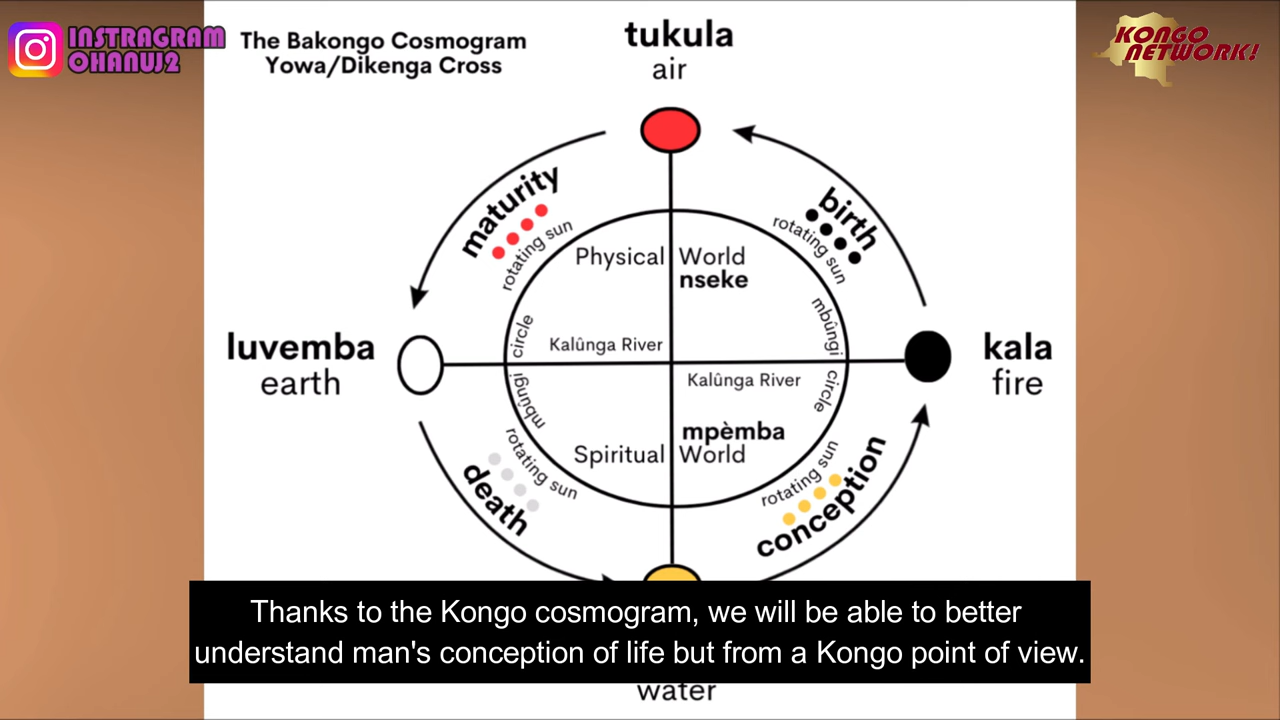 INSTRAGRAM
OHANUJ2
The Bakongo Cosmogram
Yowa/Dikenga Cross
tukula
air
KONGO
NETWORK!
maturity
rotating sun
birth
rotating sun
Physical World
nseke
luvemba
earth
kala
fire
mbûngi circle
Kalûnga River
Kalûnga River
mbûngi circle
mpèmba
Spiritual World
death
rotating sun
conception
rotating sun
Thanks to the Kongo cosmogram, we will be able to better
understand man's conception of life but from a Kongo point of view.
water